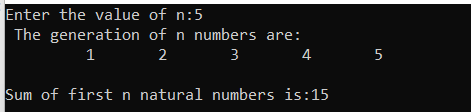 Enter the value of n:5
The generation of n numbers are:
1 2 3 4 5
Sum of first n natural numbers is:15